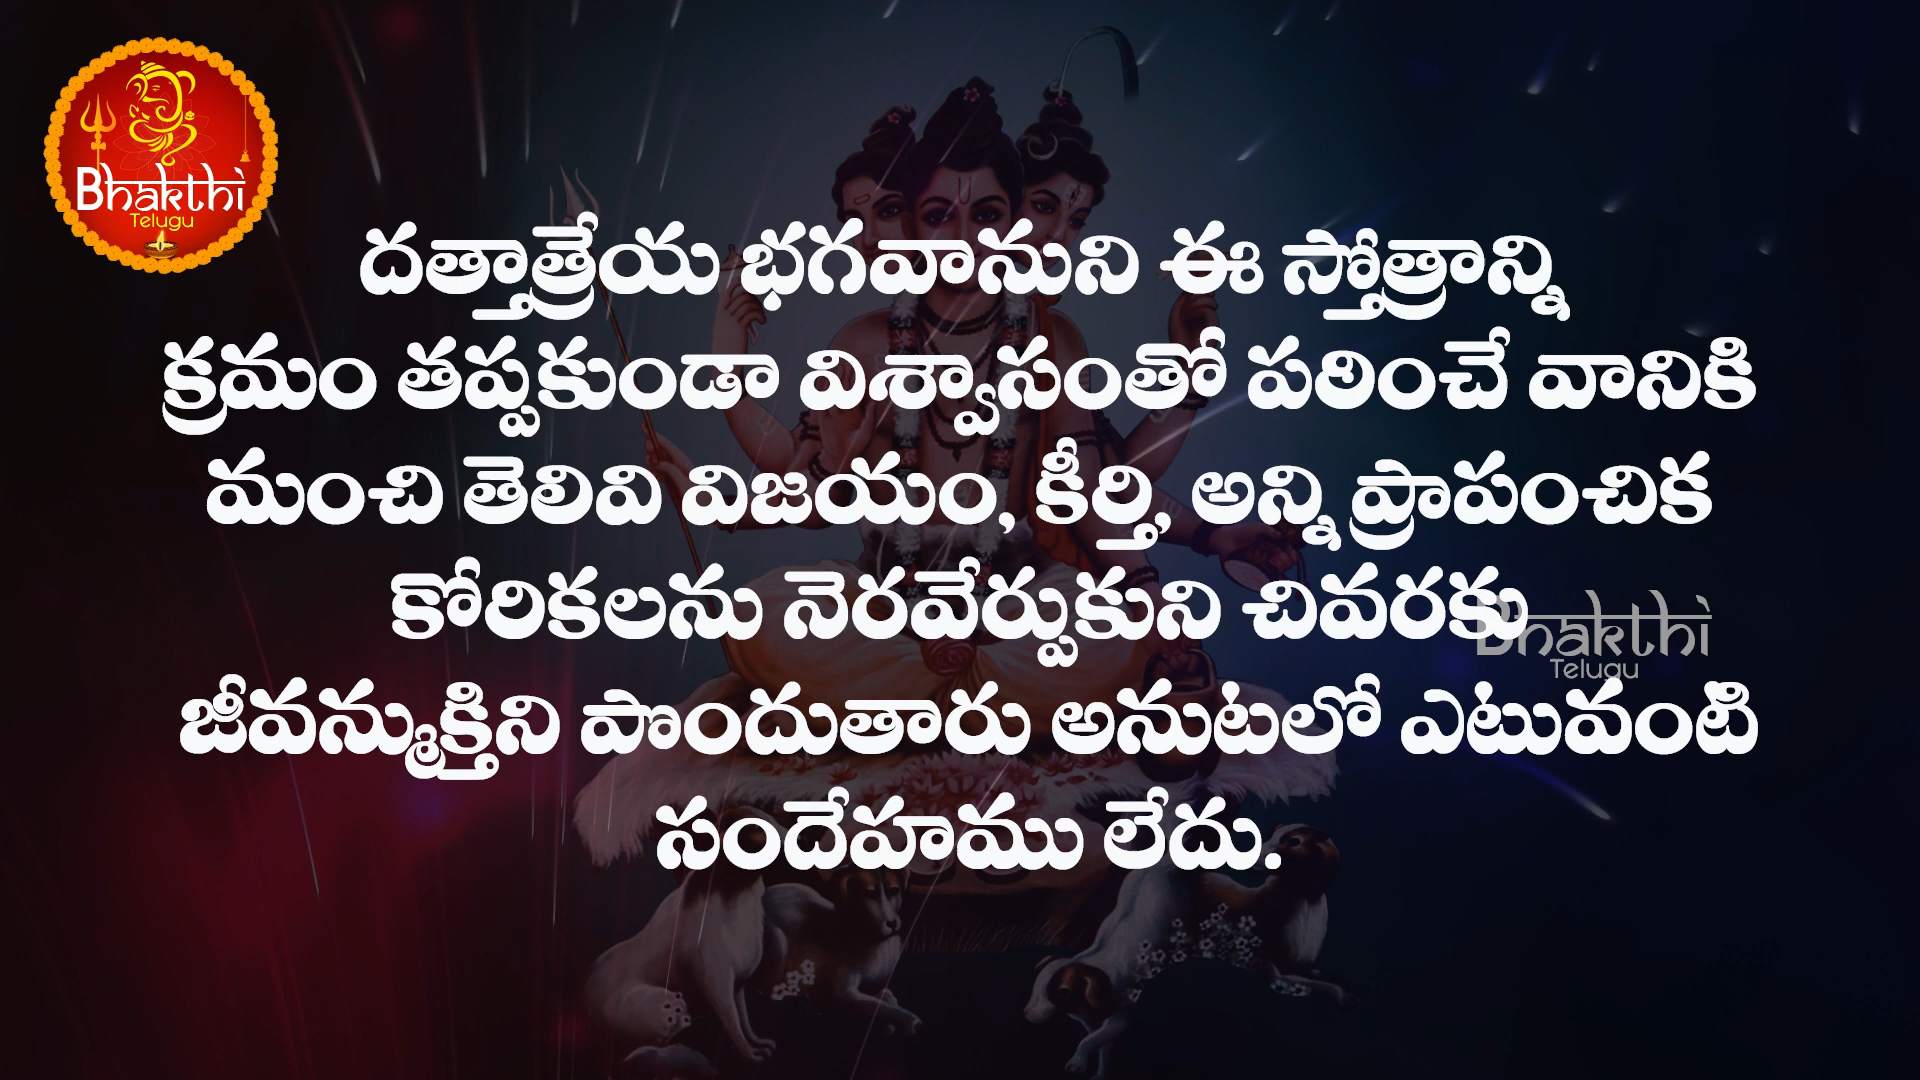 Bhakthi
Telugu
దత్తాత్రేయ భగవానుని ఈ స్తోత్రాన్ని
క్రమం తప్పకుండా విశ్వాసంతో పఠించే వానికి
మంచి తెలివి విజయం, కీర్తి, అన్ని ప్రాపంచిక
కోరికలను నెరవేర్చుకుని చివరకు
Bhakthi
Telugu
జీవన్ముక్తిని పొందుతారు అనుటలో ఎటువంటి
సందేహము లేదు.